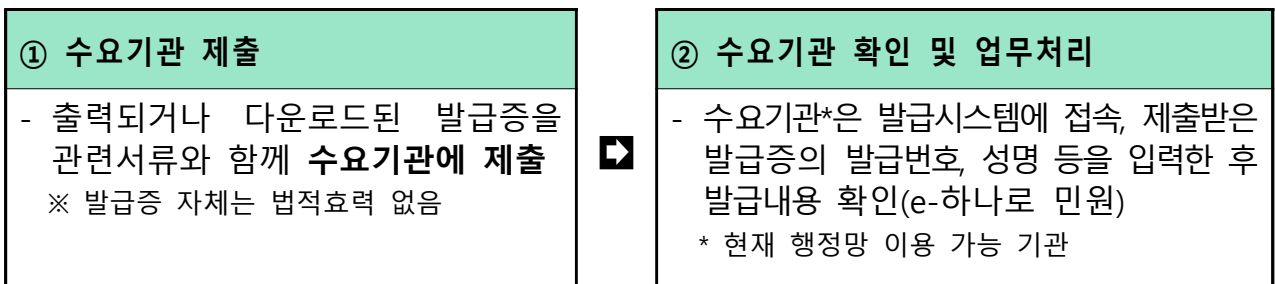 ① 수요기관 제출
- 출력되거나 다운로드된 발급증을
관련서류와 함께 수요기관에 제출
※ 발급증 자체는 법적효력 없음
② 수요기관 확인 및 업무처리
- 수요기관*은 발급시스템에 접속, 제출받은
발급증의 발급번호, 성명 등을 입력한 후
발급내용 확인(e-하나로 민원)
* 현재 행정망 이용 가능 기관